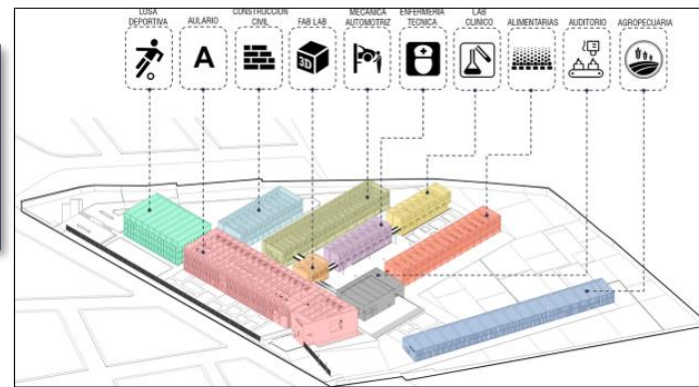 LOSA
DEPORTIVA
AULARIO
CONSTRUCCION
CIVIL
FAB LAB
MECANICA
AUTOMOTRIZ
ENFERMERIA
TECNICA
LAB
CLINICO
ALIMENTARIAS
AUDITORIO
AGROPECUARIA
A
3D